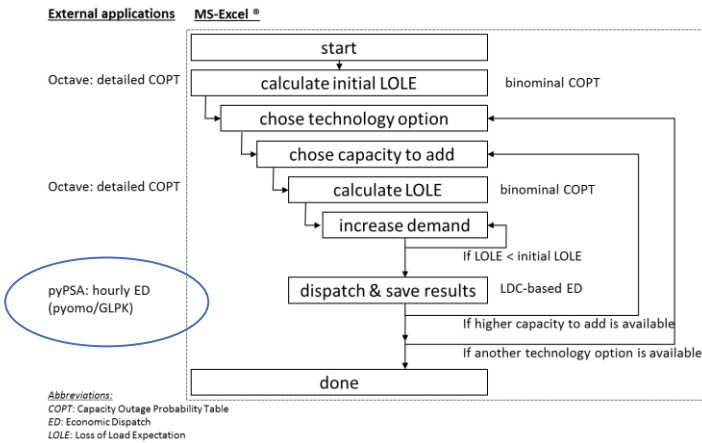 External applications MS-Excel ®
start
Octave: detailed COPT calculate initial LOLE binominal COPT
chose technology option
chose capacity to add
Octave: detailed COPT calculate LOLE binominal COPT
increase demand
If LOLE < initial LOLE
pyPSA: hourly ED dispatch & save results LDC-based ED
(pyomo/GLPK)
If higher capacity to add is available
If another technology option is available
done
Abbreviations:
COPT: Capacity Outage Probability Table
ED: Economic Dispatch
LOLE: Loss of Load Expectation